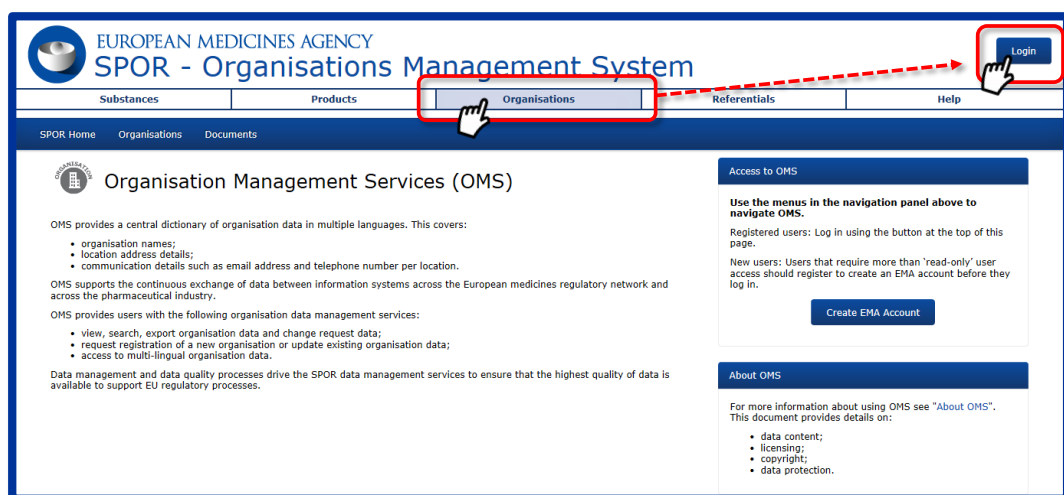 EUROPEAN MEDICINES AGENCY
SPOR - Organisations Management System
Login
Substances
Products
Organisations
Referentials
Help
SPOR Home
Organisations
Documents
ORGANISATION
Organisation Management Services (OMS)
OMS provides a central dictionary of organisation data in multiple languages. This covers:
• organisation names;
• location address details;
• communication details such as email address and telephone number per location.
OMS supports the continuous exchange of data between information systems across the European medicines regulatory network and
across the pharmaceutical industry.
OMS provides users with the following organisation data management services:
• view, search, export organisation data and change request data;
• request registration of a new organisation or update existing organisation data;
• access to multi-lingual organisation data.
Data management and data quality processes drive the SPOR data management services to ensure that the highest quality of data is
available to support EU regulatory processes.
Access to OMS
Use the menus in the navigation panel above to
navigate OMS.
Registered users: Log in using the button at the top of this
page.
New users: Users that require more than 'read-only' user
access should register to create an EMA account before they
log in.
Create EMA Account
About OMS
For more information about using OMS see "About OMS".
This document provides details on:
• data content;
• licensing;
• copyright;
• data protection.